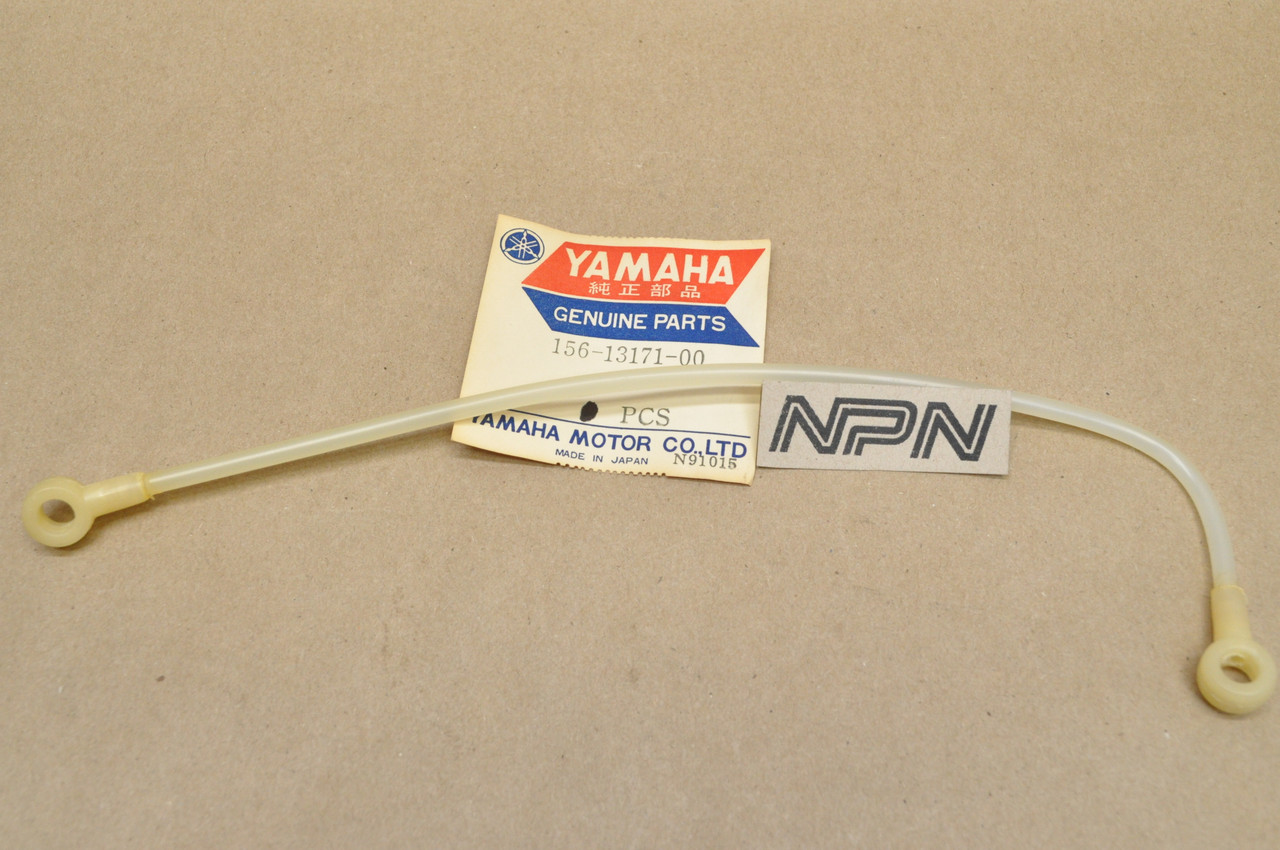 YAMAHA
純正部品
GENUINE PARTS
156-13171-00
PCS
YAMAHA MOTOR CO.,LTD
MADE IN JAPAN N91015
NPN